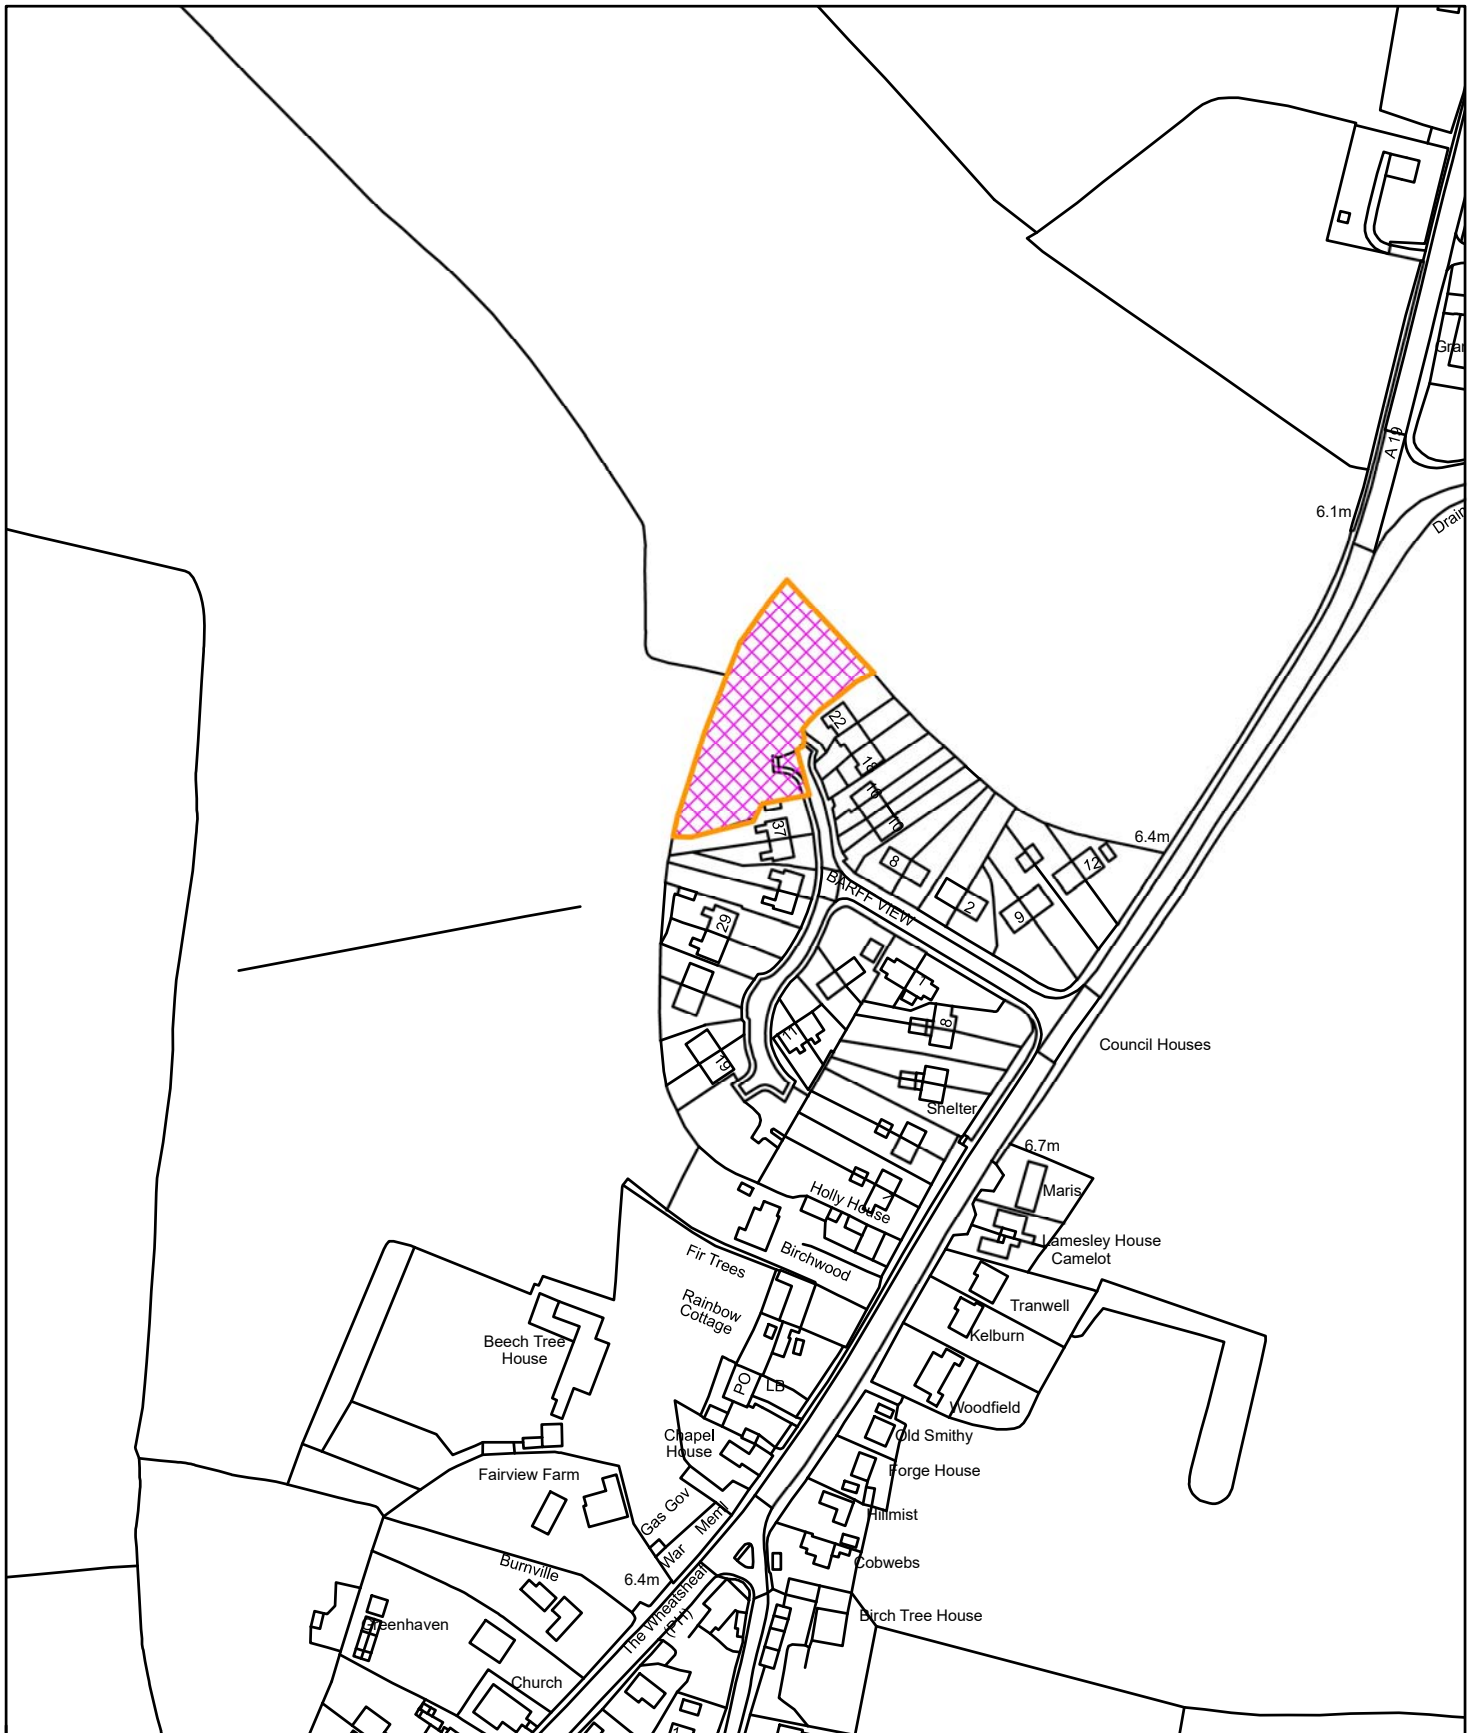 Gran
A 19
6.1m
Drain
22
18
16
10
37
8
BARFF VIEW
2
9
12
6.4m
29
1
8
11
19
Council Houses
Shelter
6.7m
Maris
7
Holly House
Lamesley House
Camelot
Birchwood
Fir Trees
Tranwell
Rainbow
Cottage
Kelburn
Beech Tree
House
PO
LB
Woodfield
Old Smithy
Chapel
House
Forge House
Fairview Farm
Gas Gov
War Meml
Hillmist
Cobwebs
Burnville
6.4m
The Wheatsheaf
(PH)
Birch Tree House
Greenhaven
Church